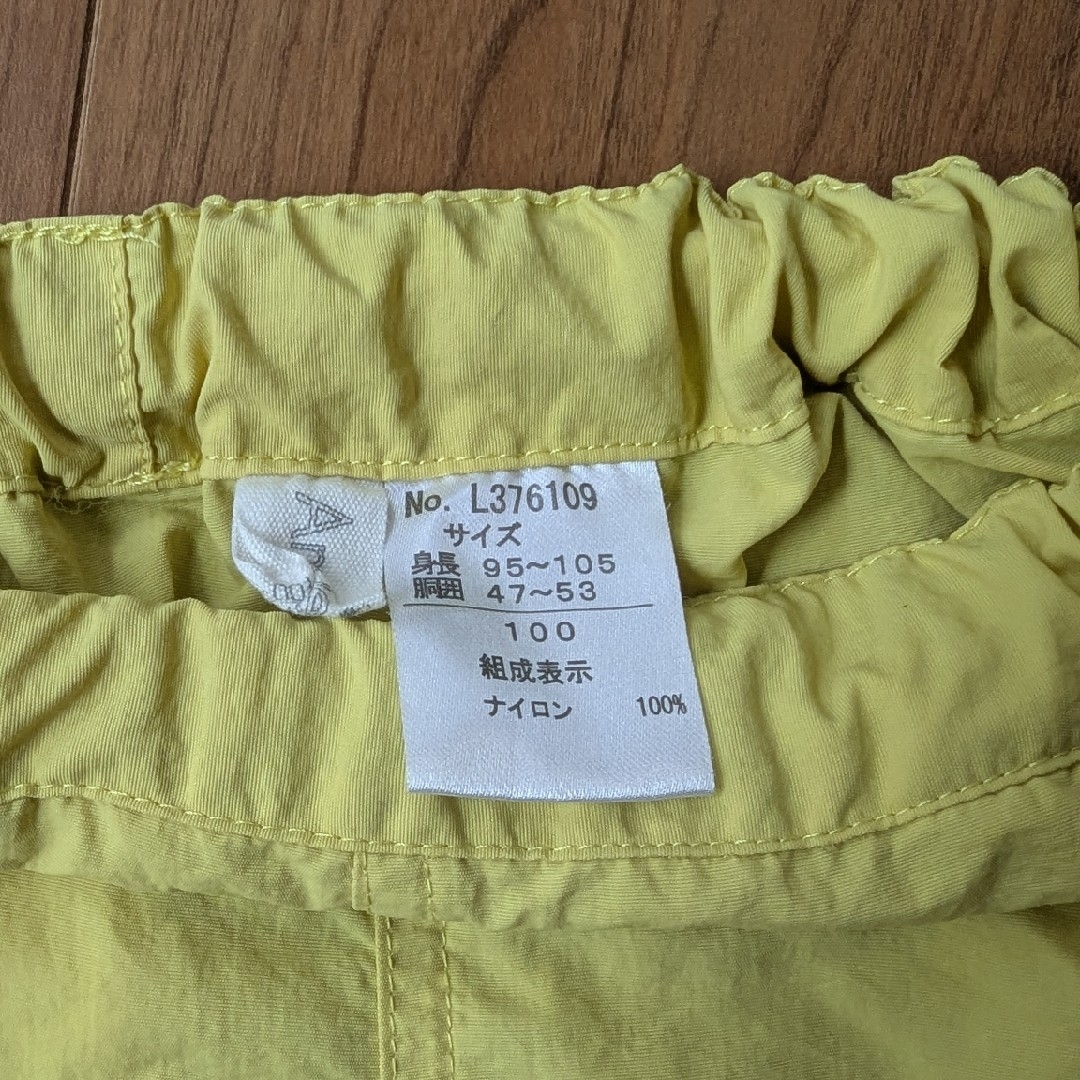 No. L376109
サイズ
身長 95~105
胴囲 47~53
100
組成表示
ナイロン 100%